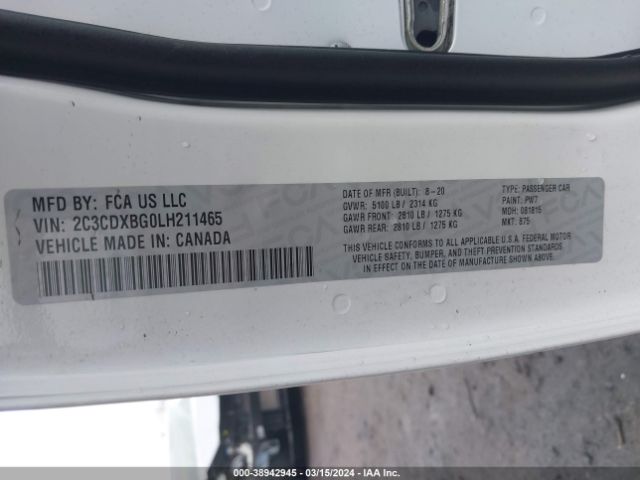 MFD BY: FCA US LLC
VIN: 2C3CDXBG0LH211465
VEHICLE MADE IN: CANADA
DATE OF MFR (BUILT): 8-20
GVWR: 5100 LB / 2314 KG
GAWR FRONT: 2810 LB / 1275 KG
GAWR REAR: 2810 LB / 1275 KG
TYPE: PASSENGER CAR
PAINT: PW7
MDH: 081815
MKT: 875
THIS VEHICLE CONFORMS TO ALL APPLICABLE U.S.A. FEDERAL MOTOR
VEHICLE SAFETY, BUMPER, AND THEFT PREVENTION STANDARDS
IN EFFECT ON THE DATE OF MANUFACTURE SHOWN ABOVE.
000-38942945 - 03/15/2024 - IAA Inc.